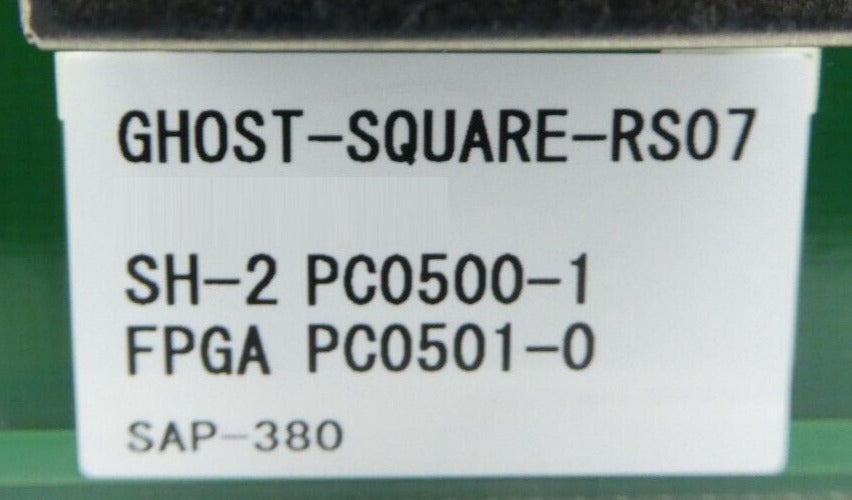 GHOST-SQUARE-RS07
SH-2 PC0500-1
FPGA PC0501-0
SAP-380